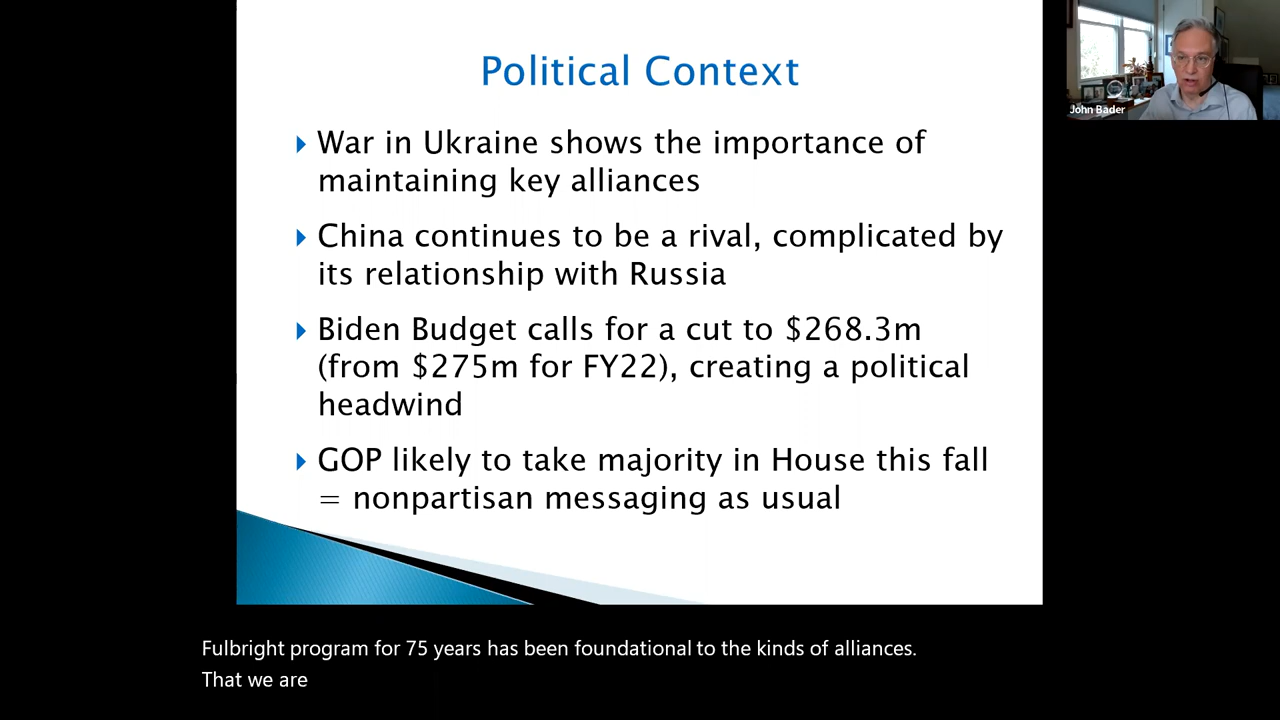 Political Context
War in Ukraine shows the importance of
maintaining key alliances
China continues to be a rival, complicated by
its relationship with Russia
Biden Budget calls for a cut to $268.3m
(from $275m for FY22), creating a political
headwind
GOP likely to take majority in House this fall
= nonpartisan messaging as usual
John Bader
Fulbright program for 75 years has been foundational to the kinds of alliances.
That we are